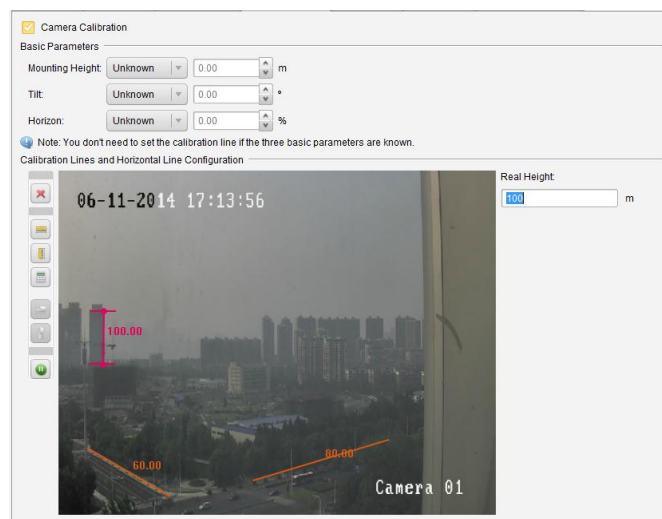 Camera Calibration
Basic Parameters
Mounting Height: Unknown 0.00 m
Tilt: Unknown 0.00 °
Horizon: Unknown 0.00 %
Note: You don't need to set the calibration line if the three basic parameters are known.
Calibration Lines and Horizontal Line Configuration
Real Height:
100 m
06-11-2014 17:13:56
100.00
60.00
80.00
Camera 01